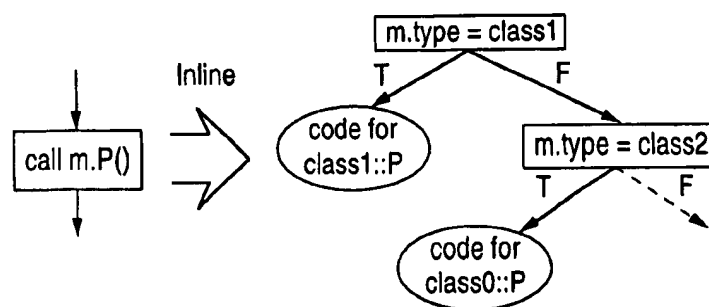 m.type = class1
Inline
T
F
code for
class1::P
call m.P()
m.type = class2
T
F
code for
class0::P